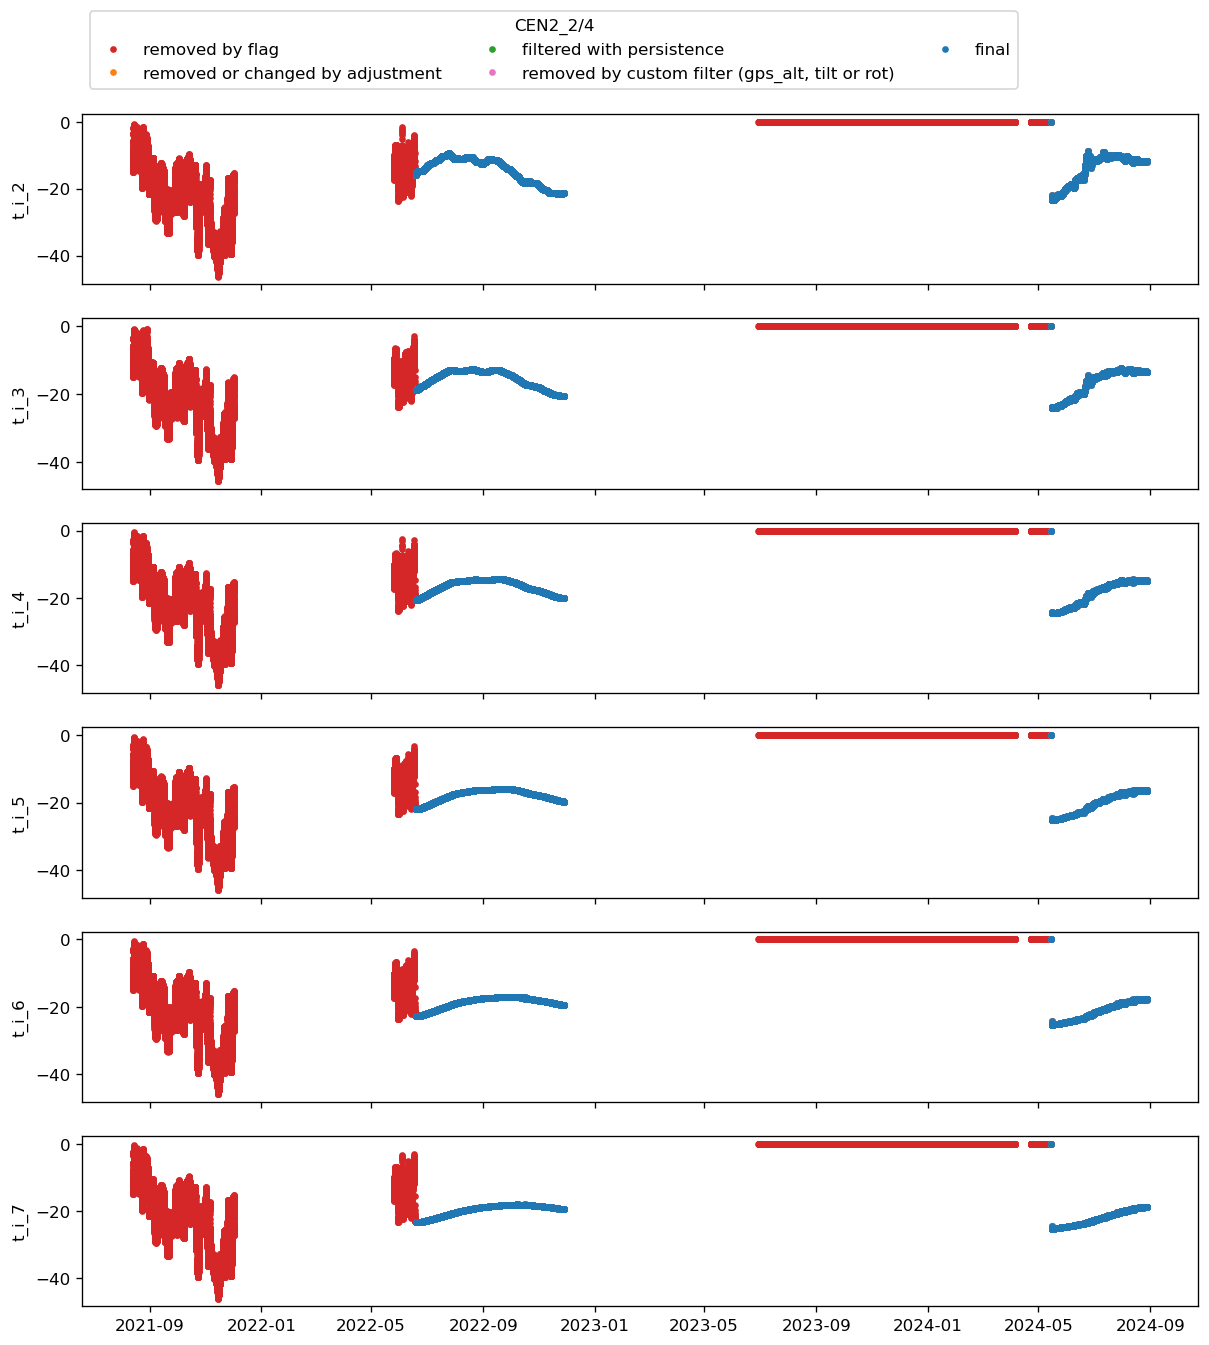 CEN2_2/4
removed by flag
filtered with persistence
final
removed or changed by adjustment
removed by custom filter (gps_alt, tilt or rot)
0
−20
−40
t_i_2
0
−20
−40
t_i_3
0
−20
−40
t_i_4
0
−20
−40
t_i_5
0
−20
−40
t_i_6
0
−20
−40
t_i_7
2021-09
2022-01
2022-05
2022-09
2023-01
2023-05
2023-09
2024-01
2024-05
2024-09